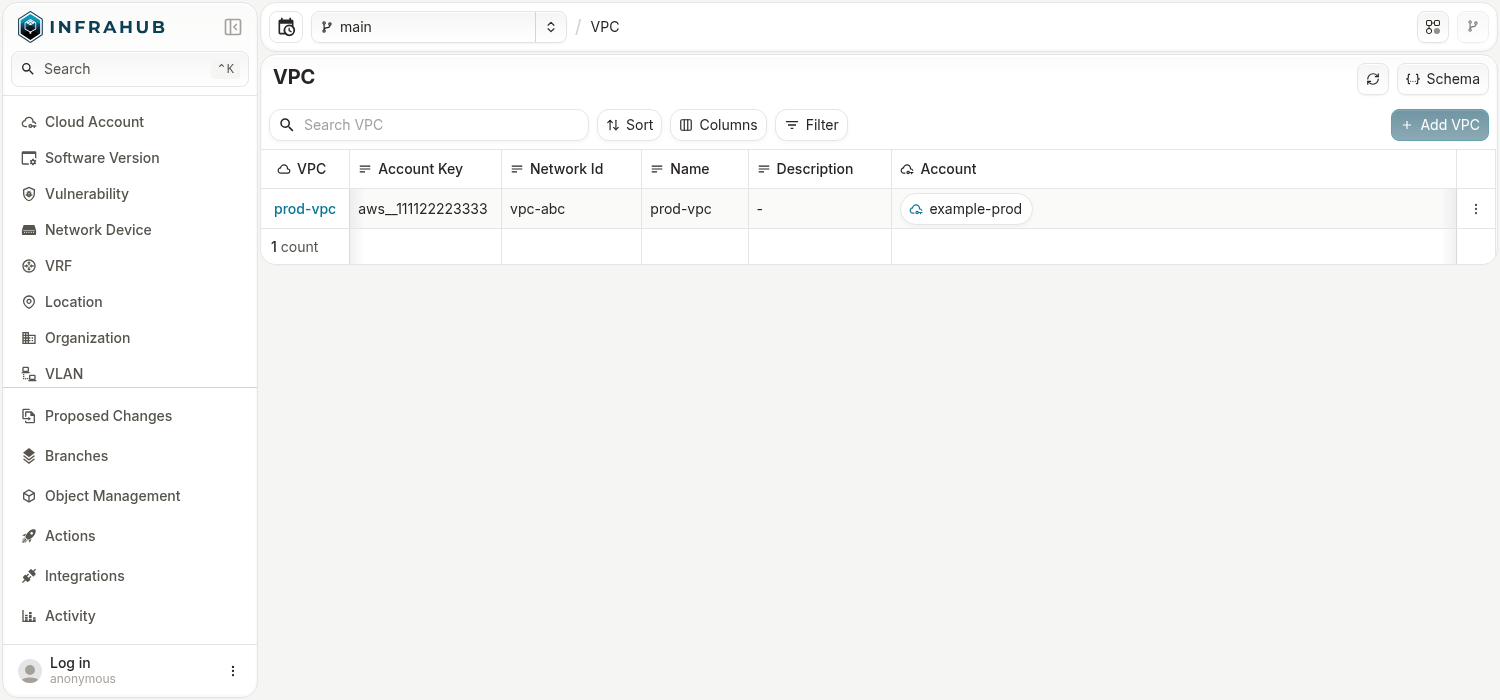 INFRAHUB
Search
⌃K
Cloud Account
Software Version
Vulnerability
Network Device
VRF
Location
Organization
VLAN
Proposed Changes
Branches
Object Management
Actions
Integrations
Activity
Log in
anonymous
main / VPC
VPC
Schema
Search VPC Sort Columns Filter + Add VPC
VPC Account Key Network Id Name Description Account
prod-vpc aws__111122223333 vpc-abc prod-vpc - example-prod
1 count